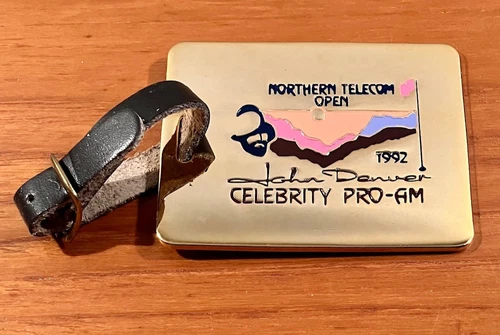 NORTHERN TELECOM
OPEN
1992
John Denver
CELEBRITY PRO-AM